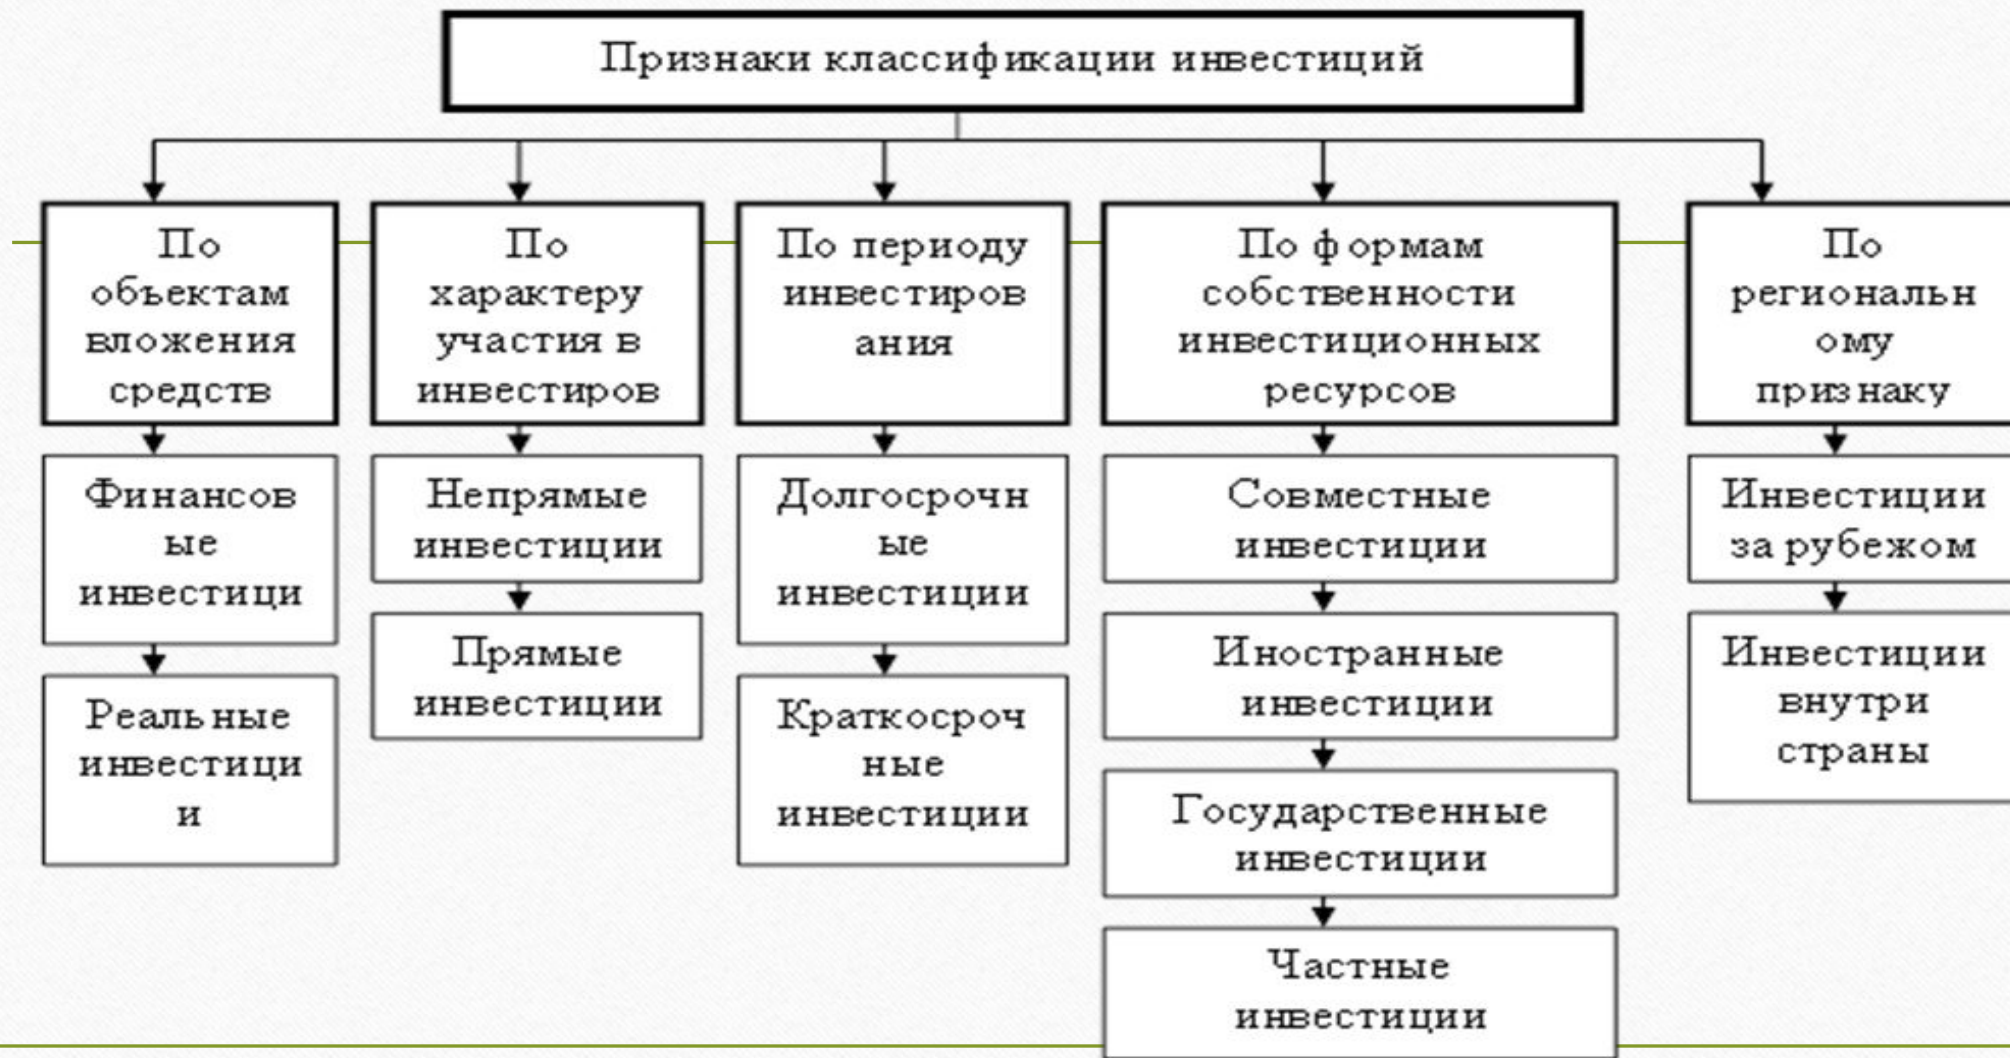 Признаки классификации инвестиций
По
объектам
вложения
средств
Финансов
ые
инвестици
Реальные
инвестици
и
По
характеру
участия в
инвестиров
Непрямые
инвестиции
Прямые
инвестиции
По периоду
инвестиров
ания
Долгосрочн
ые
инвестиции
Краткосроч
ные
инвестиции
По формам
собственности
инвестиционных
ресурсов
Совместные
инвестиции
Иностранные
инвестиции
Государственные
инвестиции
Частные
инвестиции
По
региональн
ому
признаку
Инвестиции
за рубежом
Инвестиции
внутри
страны